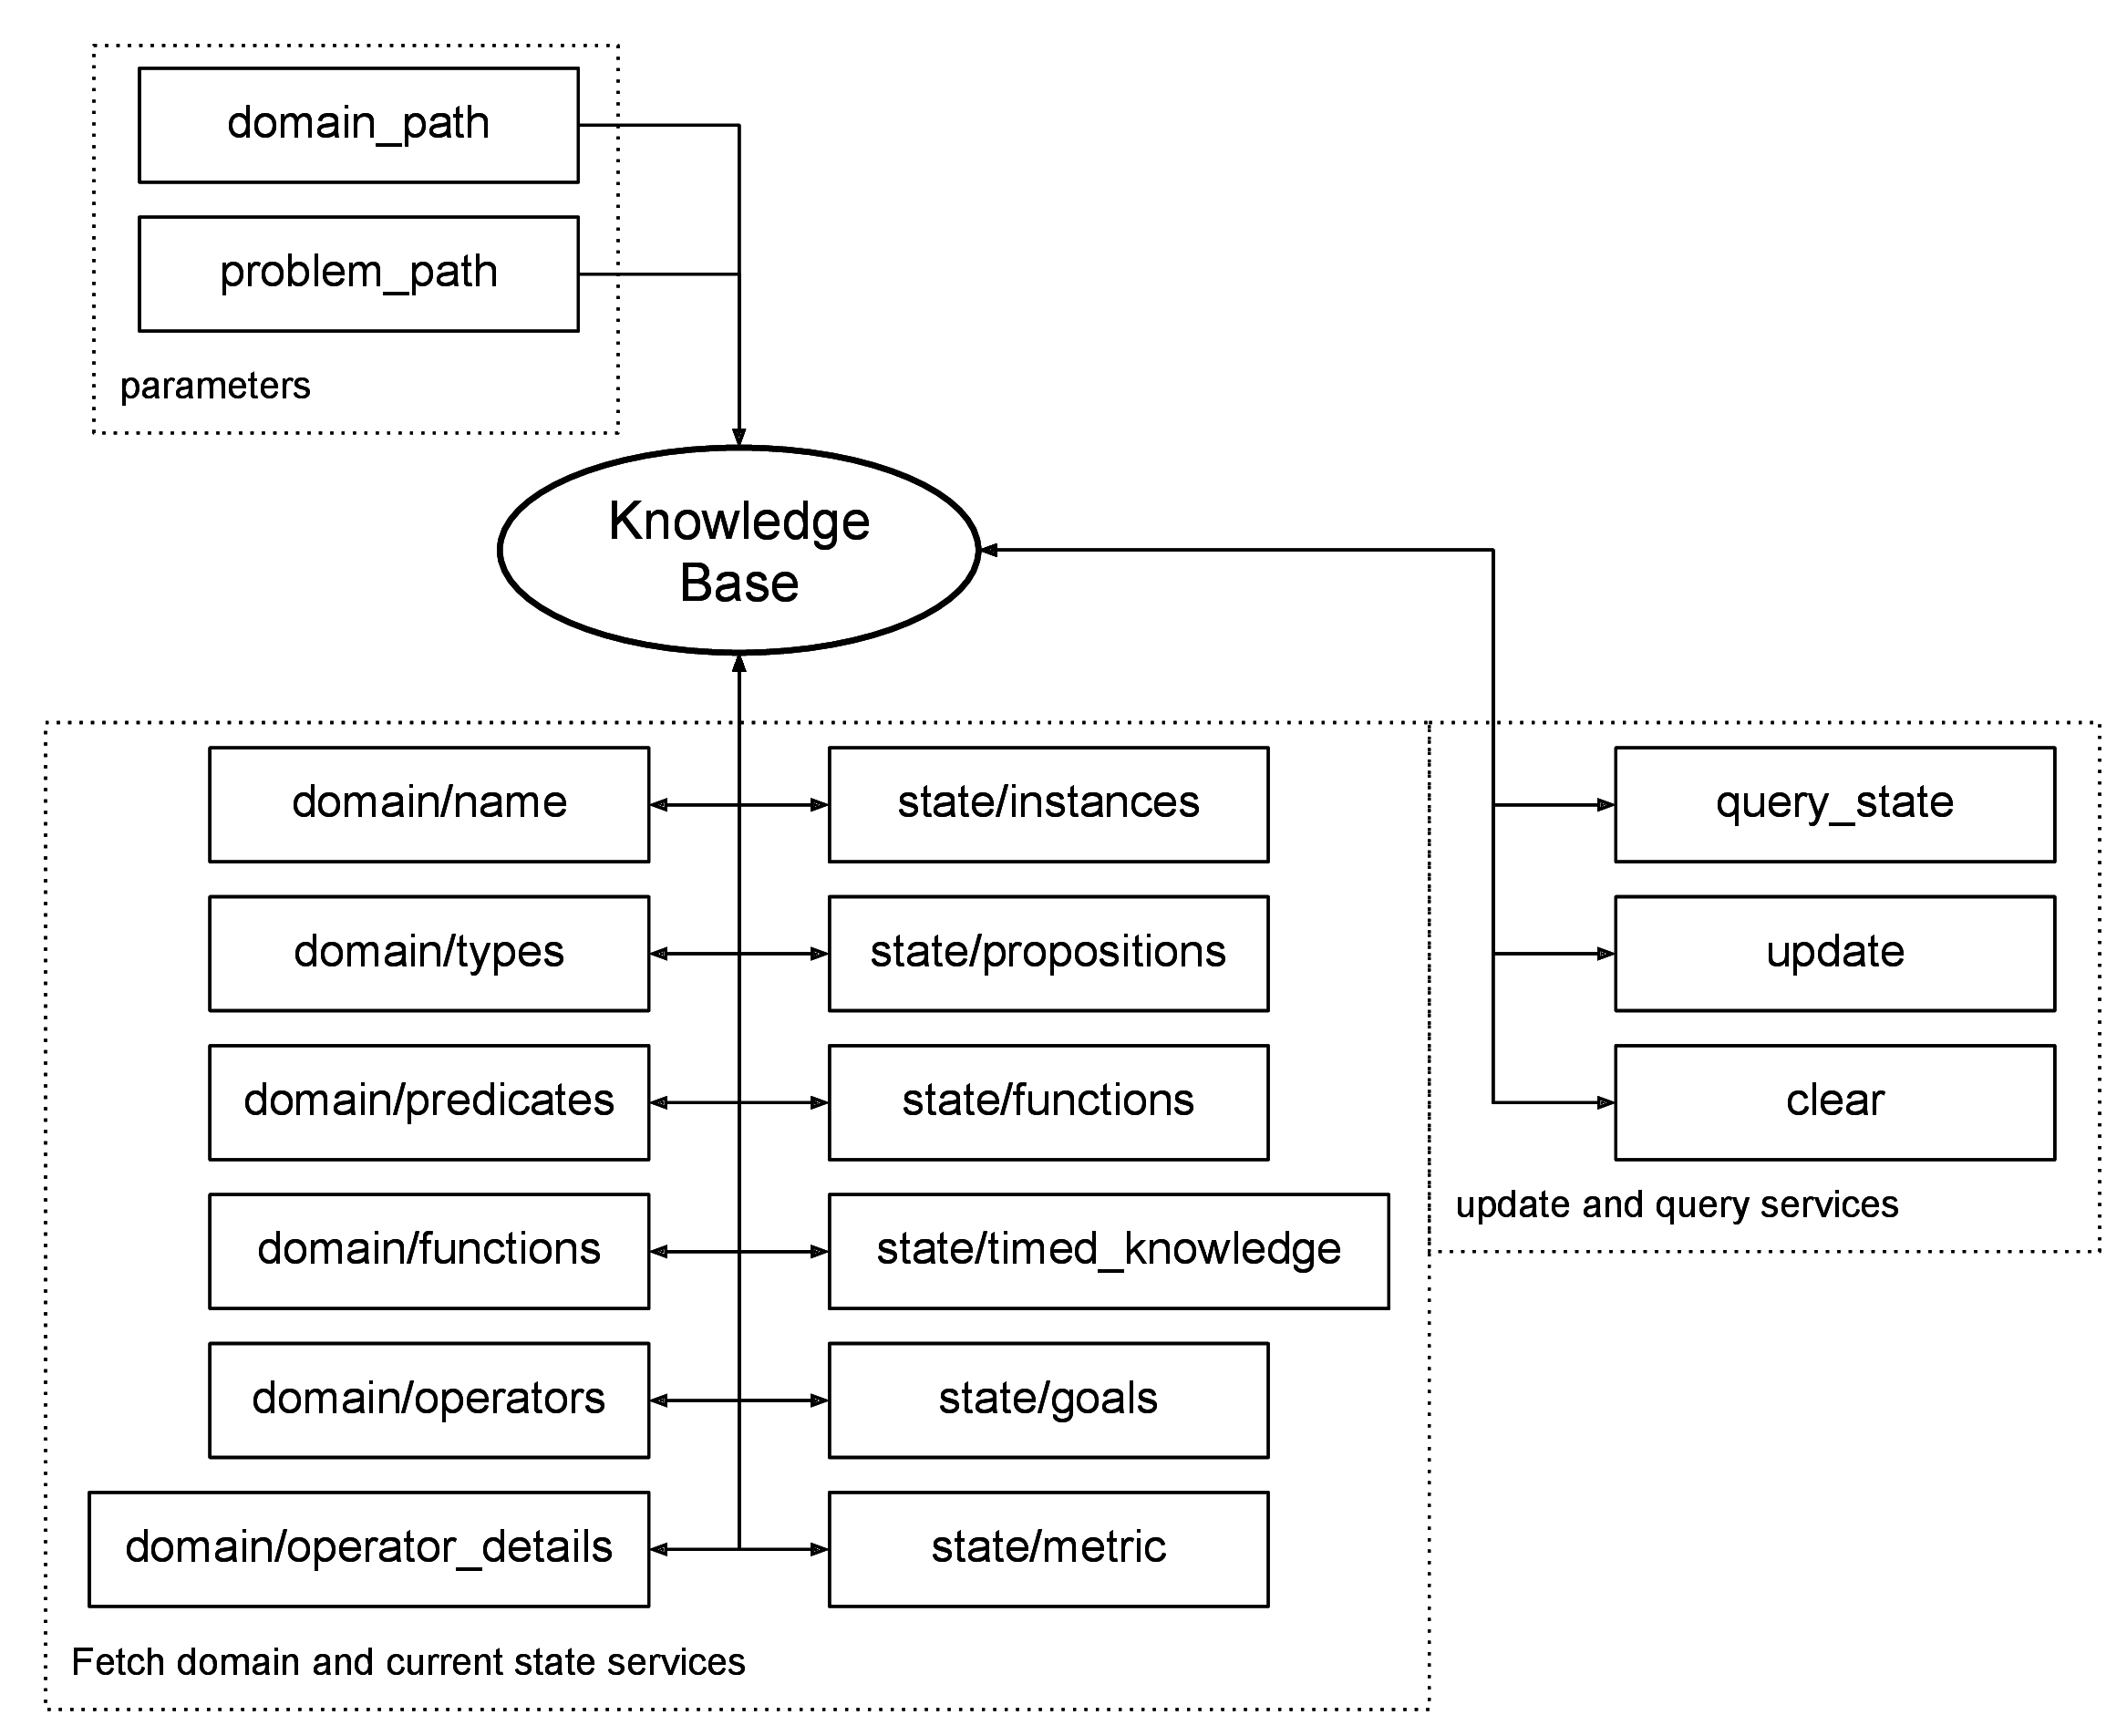 domain_path
problem_path
parameters
Knowledge
Base
domain/name
state/instances
query_state
domain/types
state/propositions
update
domain/predicates
state/functions
clear
domain/functions
state/timed_knowledge
update and query services
domain/operators
state/goals
domain/operator_details
state/metric
Fetch domain and current state services